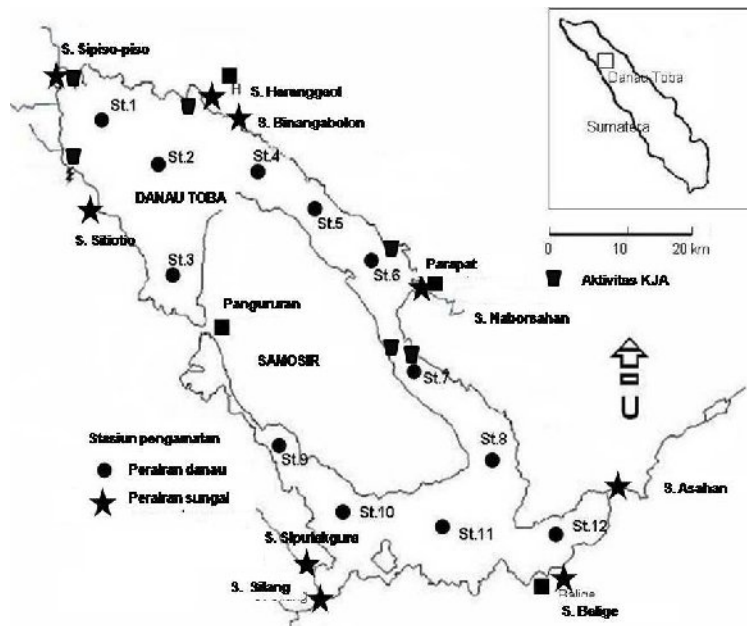 S. Sipiso-piso
H
S. Haranggaol
S. Binangabolon
St.1
St.2
St.4
DANAU TOBA
St.5
S. Sitiotio
St.3
St.6
Parapat
Pangururan
S. Naborsahan
SAMOSIR
St.7
Danau Toba
Sumatera
0 10 20 km
Aktivitas KJA
U
Stasiun pengamatan
Perairan danau
Perairan sungai
St.9
St.8
S. Asahan
St.10
St.11
St.12
S. Silang
Balige
S. Balige